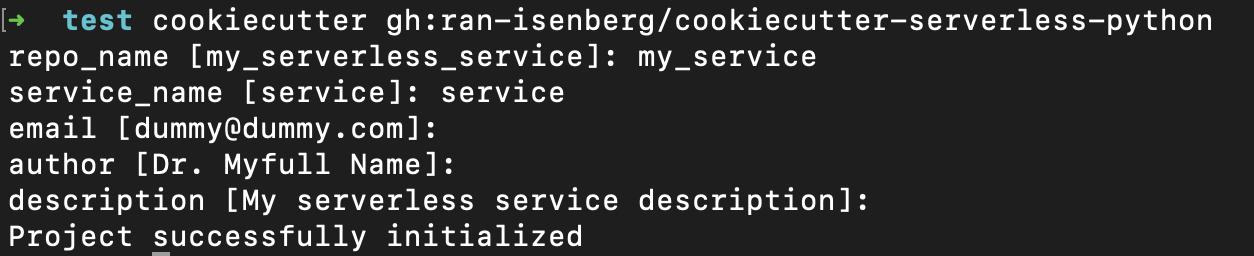 [➜ test cookiecutter gh:ran-isenberg/cookiecutter-serverless-python
repo_name [my_serverless_service]: my_service
service_name [service]: service
email [dummy@dummy.com]:
author [Dr. Myfull Name]:
description [My serverless service description]:
Project successfully initialized